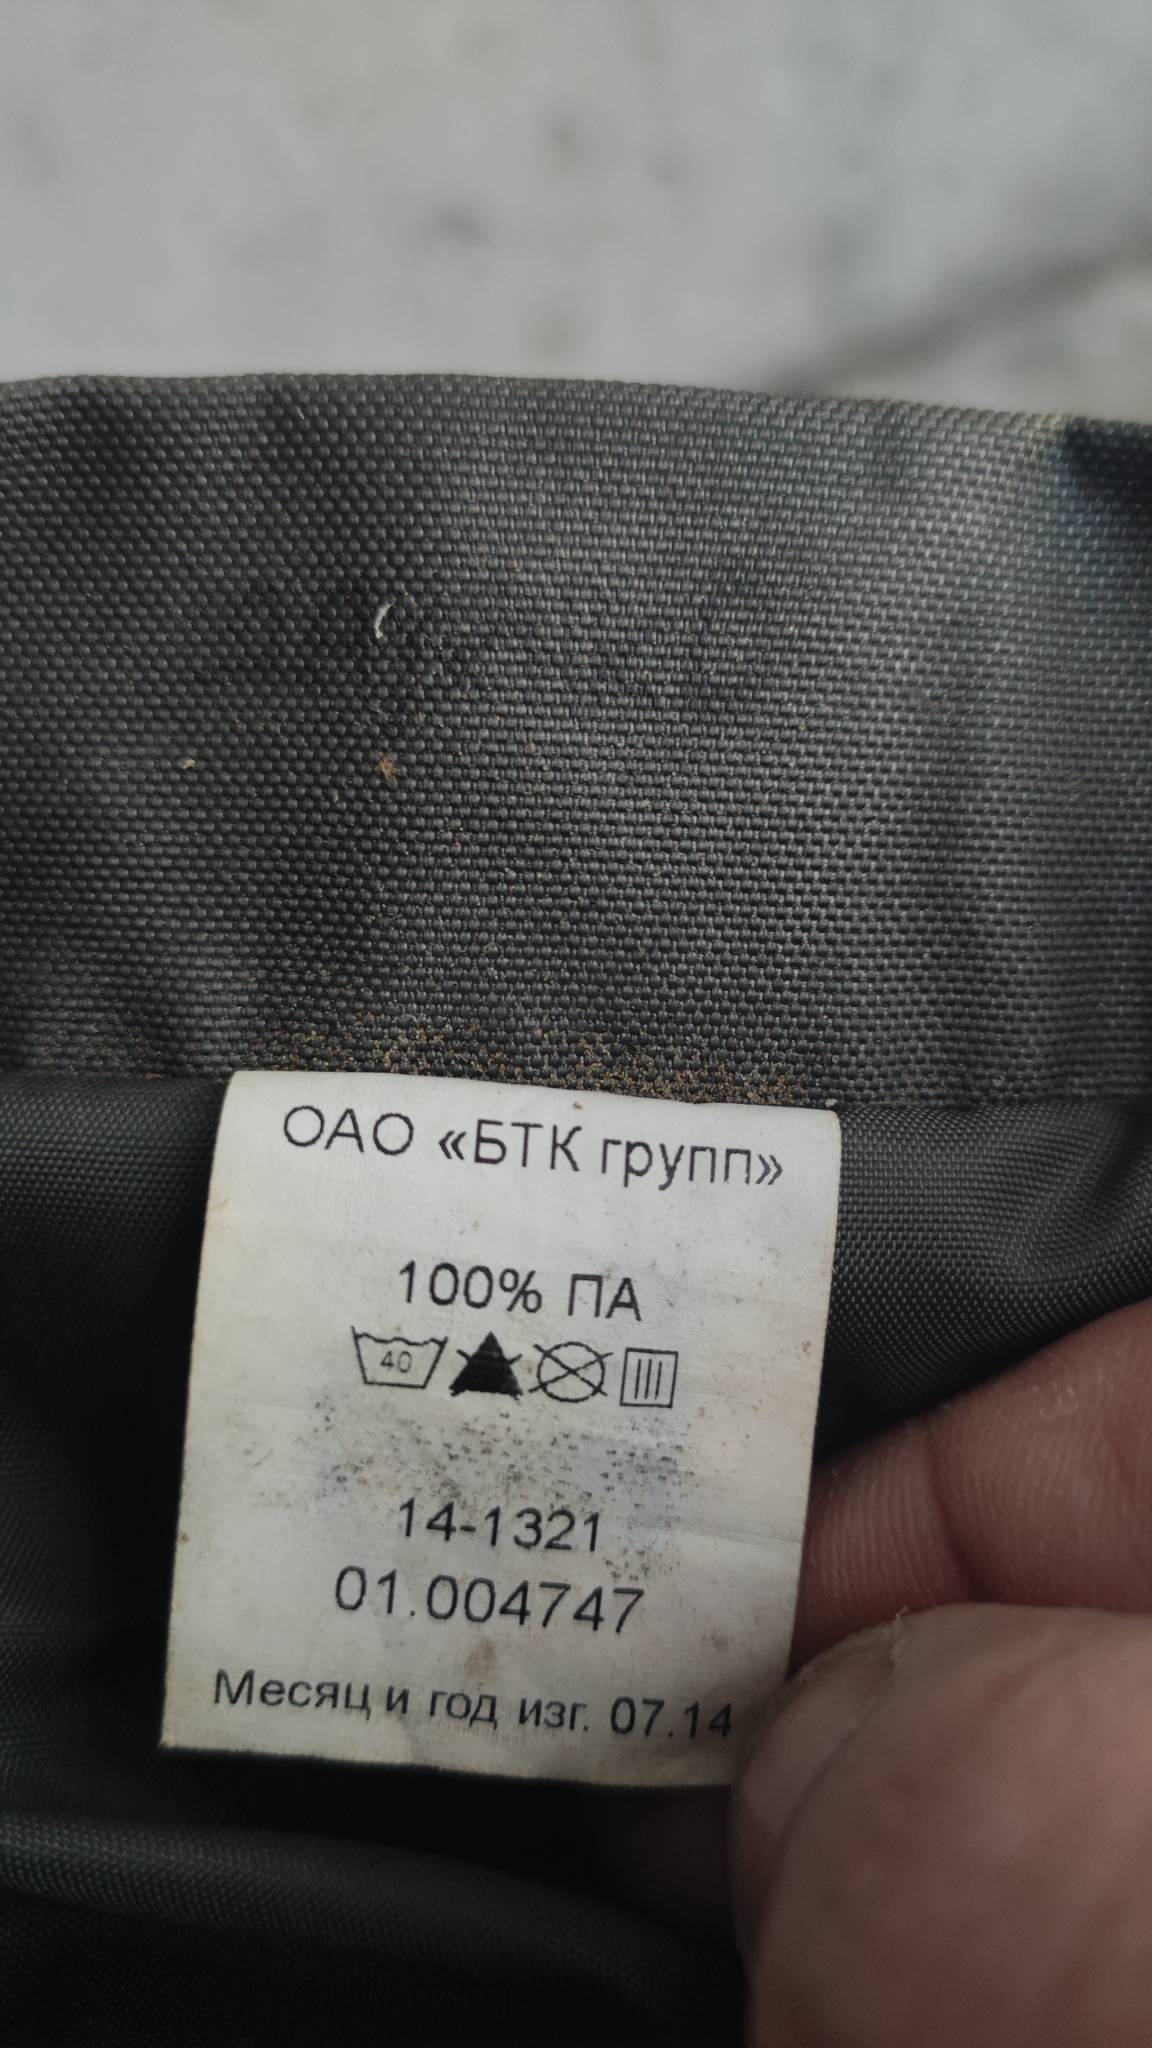 ОАО «БТК групп»
100% ПА
40
14-1321
01.004747
Месяц и год изг. 07.14